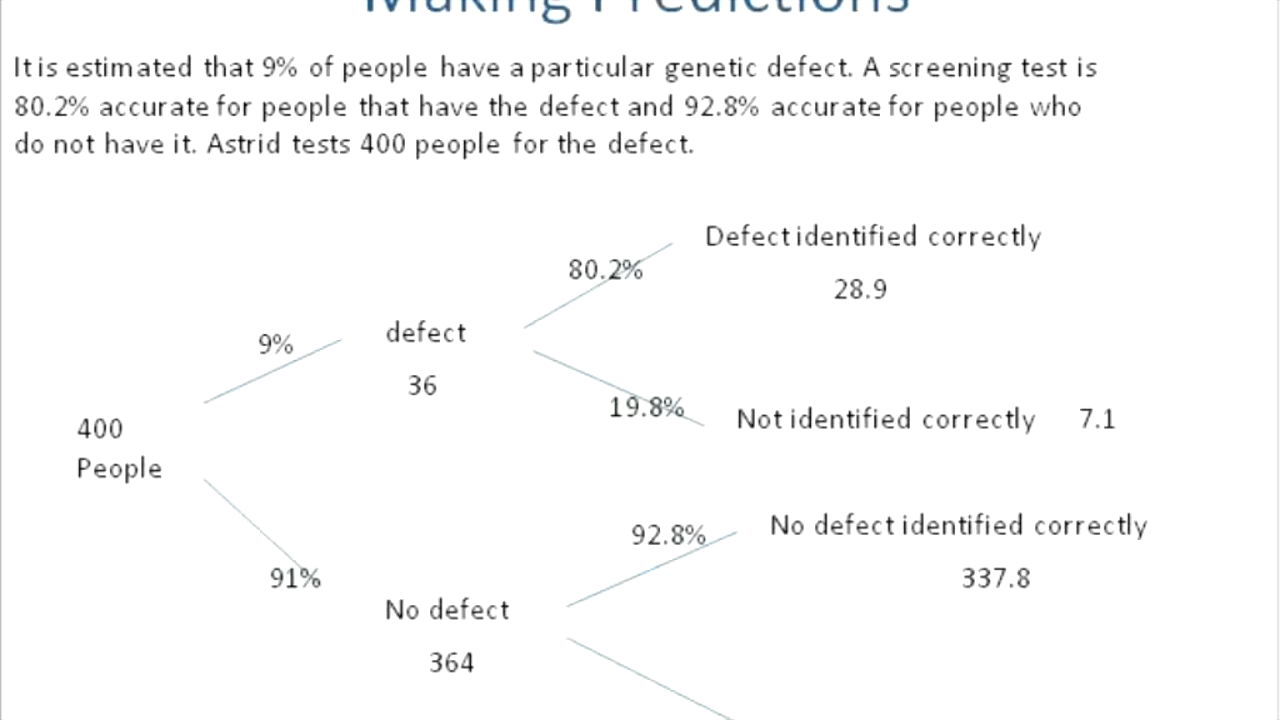 Making Predictions
It is estimated that 9% of people have a particular genetic defect. A screening test is
80.2% accurate for people that have the defect and 92.8% accurate for people who
do not have it. Astrid tests 400 people for the defect.
Defect identified correctly
80.2%
28.9
defect
9%
36
19.8%
Not identified correctly 7.1
400
People
92.8%
No defect identified correctly
91%
337.8
No defect
364